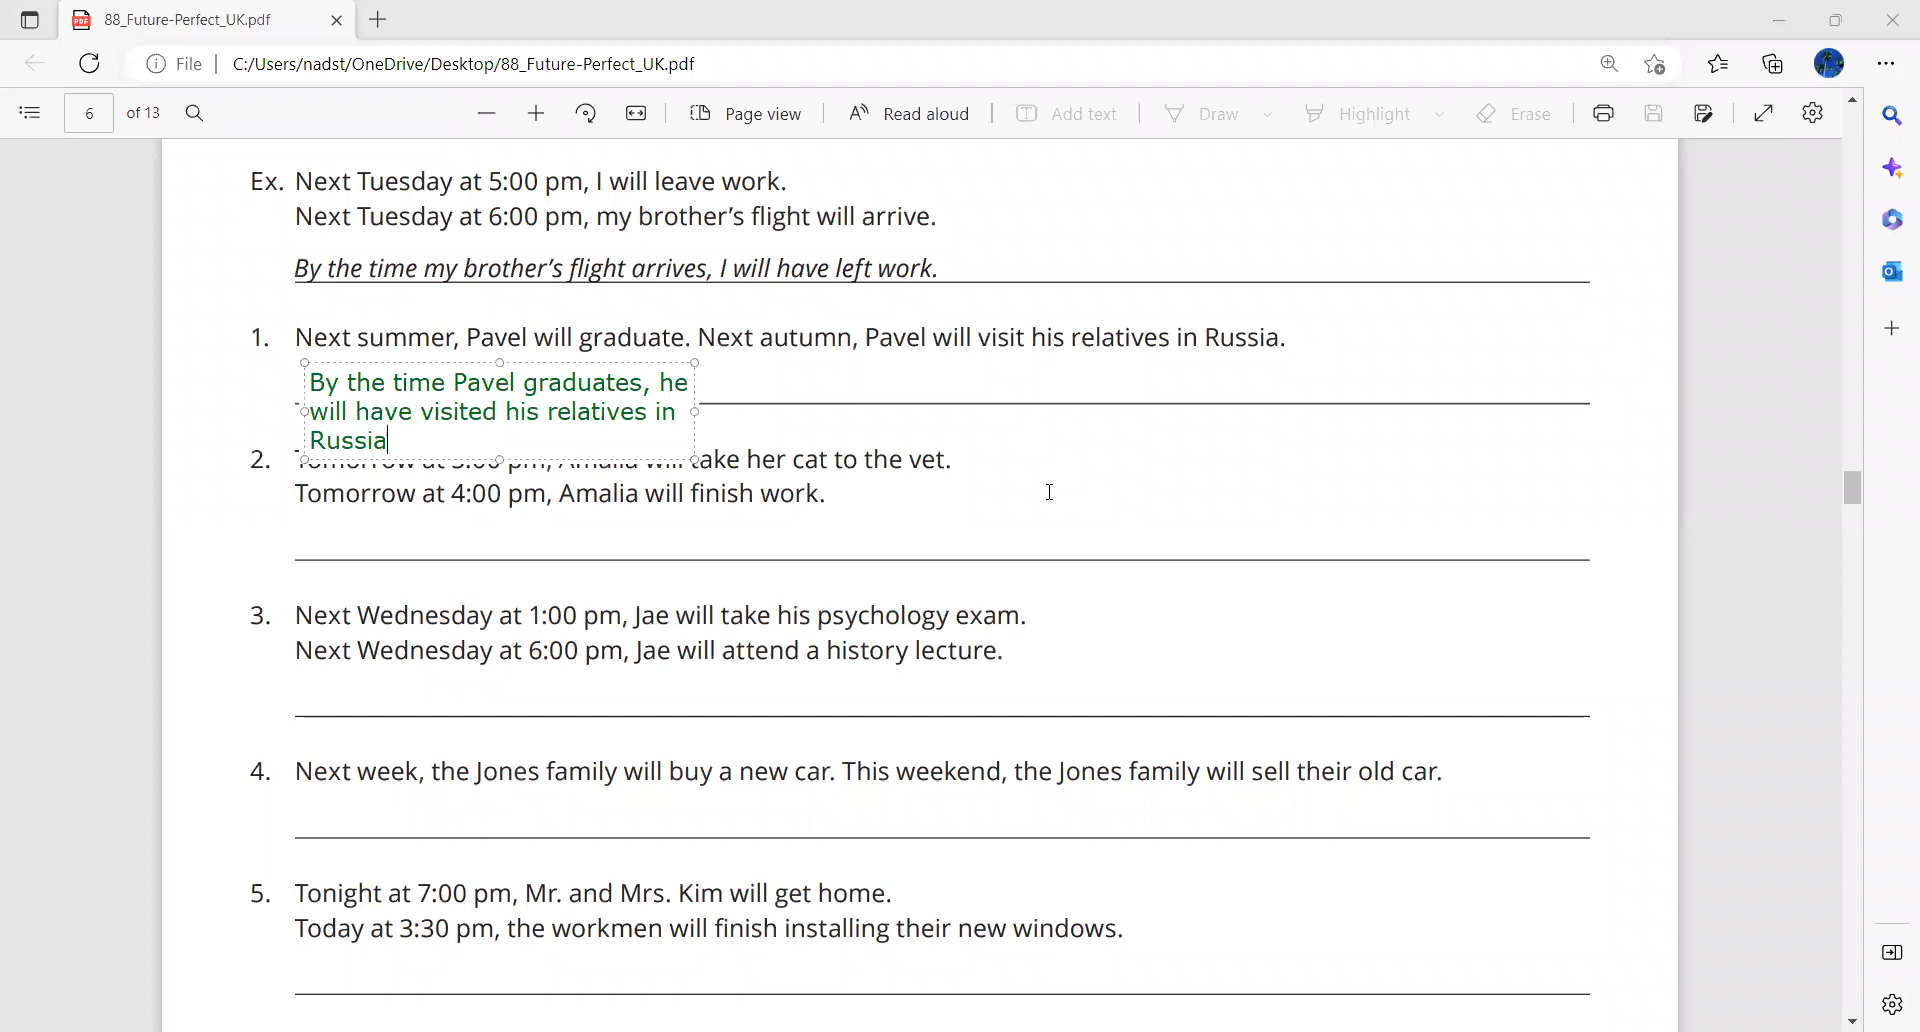 88_Future-Perfect_UK.pdf
File
C:/Users/nadst/OneDrive/Desktop/88_Future-Perfect_UK.pdf
6 of 13
Page view
Read aloud
Add text
Draw
Highlight
Erase
Ex. Next Tuesday at 5:00 pm, I will leave work.
Next Tuesday at 6:00 pm, my brother’s flight will arrive.
By the time my brother’s flight arrives, I will have left work.
1. Next summer, Pavel will graduate. Next autumn, Pavel will visit his relatives in Russia.
By the time Pavel graduates, he
will have visited his relatives in
Russia
2. Tomorrow at 3:00 pm, Amalia will take her cat to the vet.
Tomorrow at 4:00 pm, Amalia will finish work.
3. Next Wednesday at 1:00 pm, Jae will take his psychology exam.
Next Wednesday at 6:00 pm, Jae will attend a history lecture.
4. Next week, the Jones family will buy a new car. This weekend, the Jones family will sell their old car.
5. Tonight at 7:00 pm, Mr. and Mrs. Kim will get home.
Today at 3:30 pm, the workmen will finish installing their new windows.